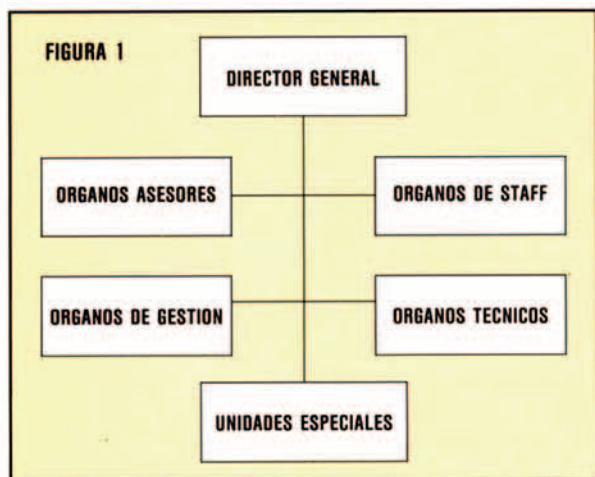 FIGURA 1
DIRECTOR GENERAL
ORGANOS ASESORES
ORGANOS DE STAFF
ORGANOS DE GESTION
ORGANOS TECNICOS
UNIDADES ESPECIALES